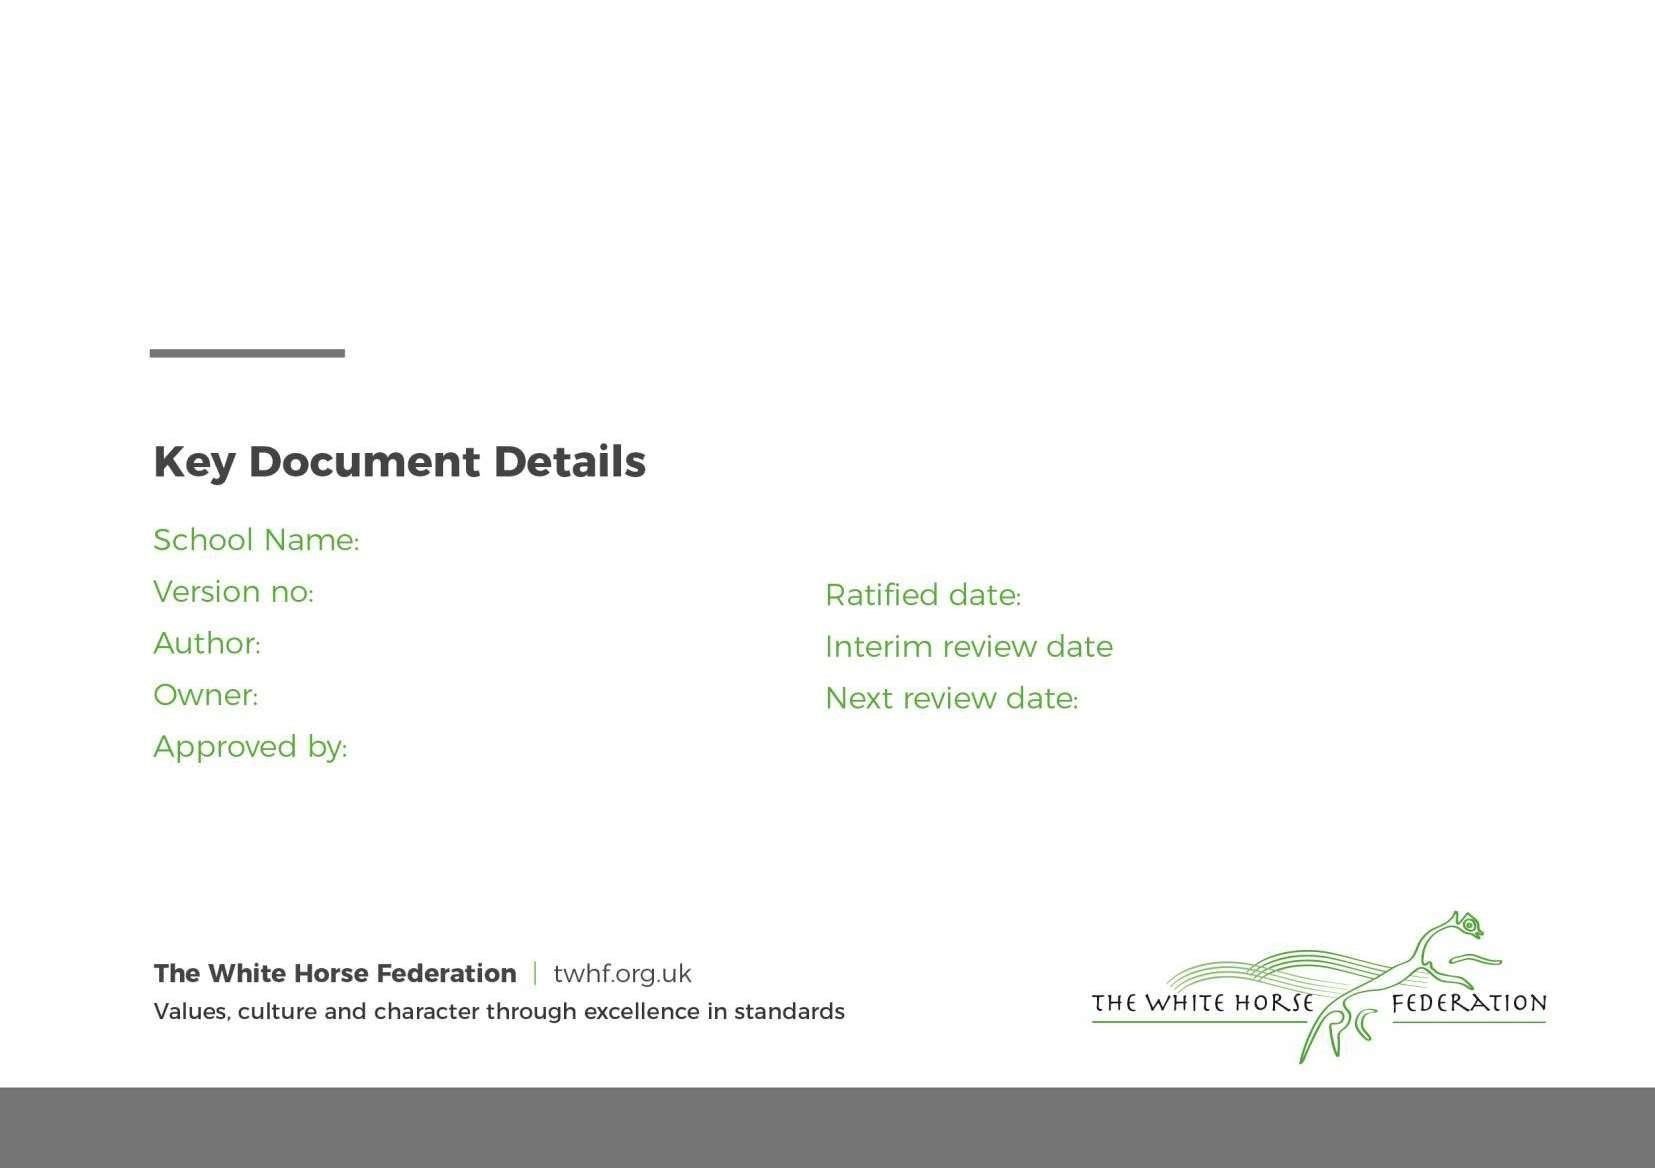 Key Document Details
School Name:
Version no:
Author:
Owner:
Approved by:
Ratified date:
Interim review date
Next review date:
The White Horse Federation | twhf.org.uk
Values, culture and character through excellence in standards
THE WHITE HORSE FEDERATION